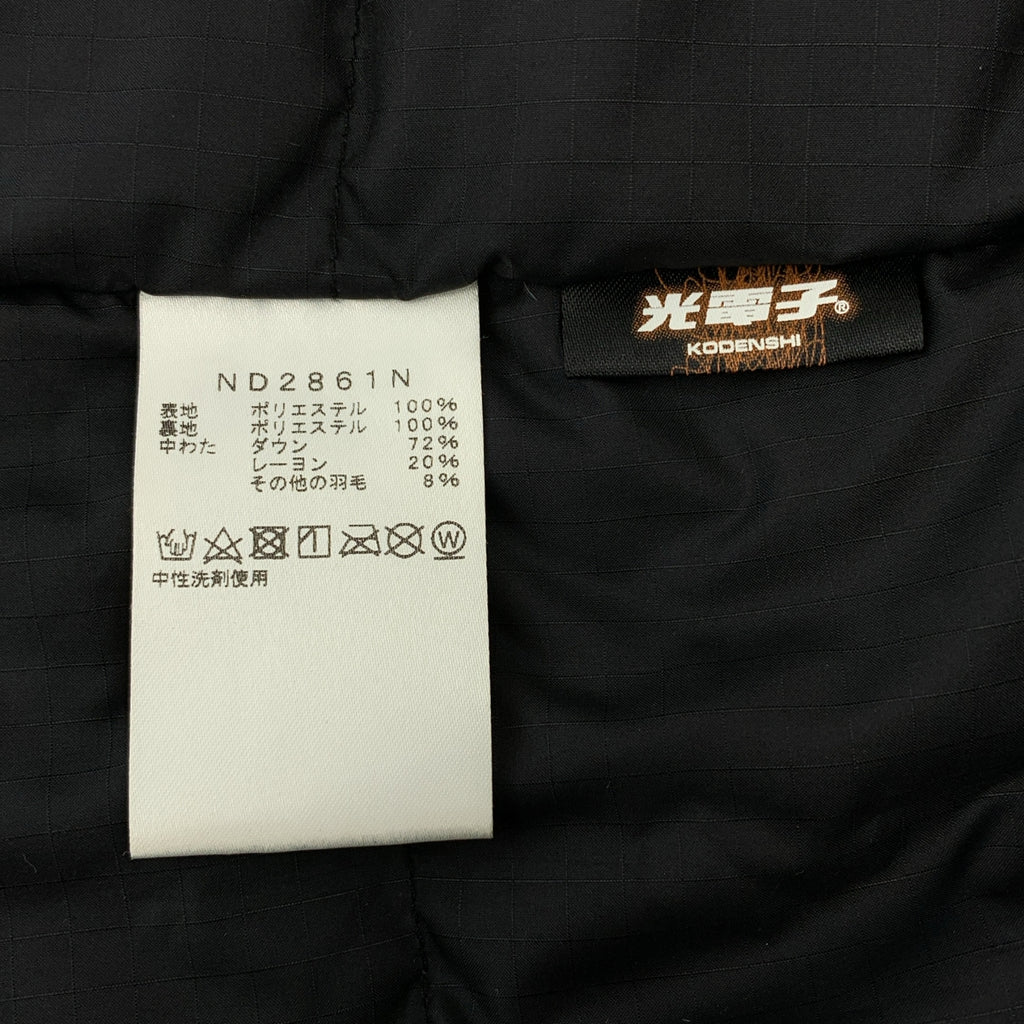 ND2861N
表地 ポリエステル 100%
裏地 ポリエステル 100%
中わた ダウン 72%
レーヨン 20%
その他の羽毛 8%
W
中性洗剤使用
光電子®
KODENSHI